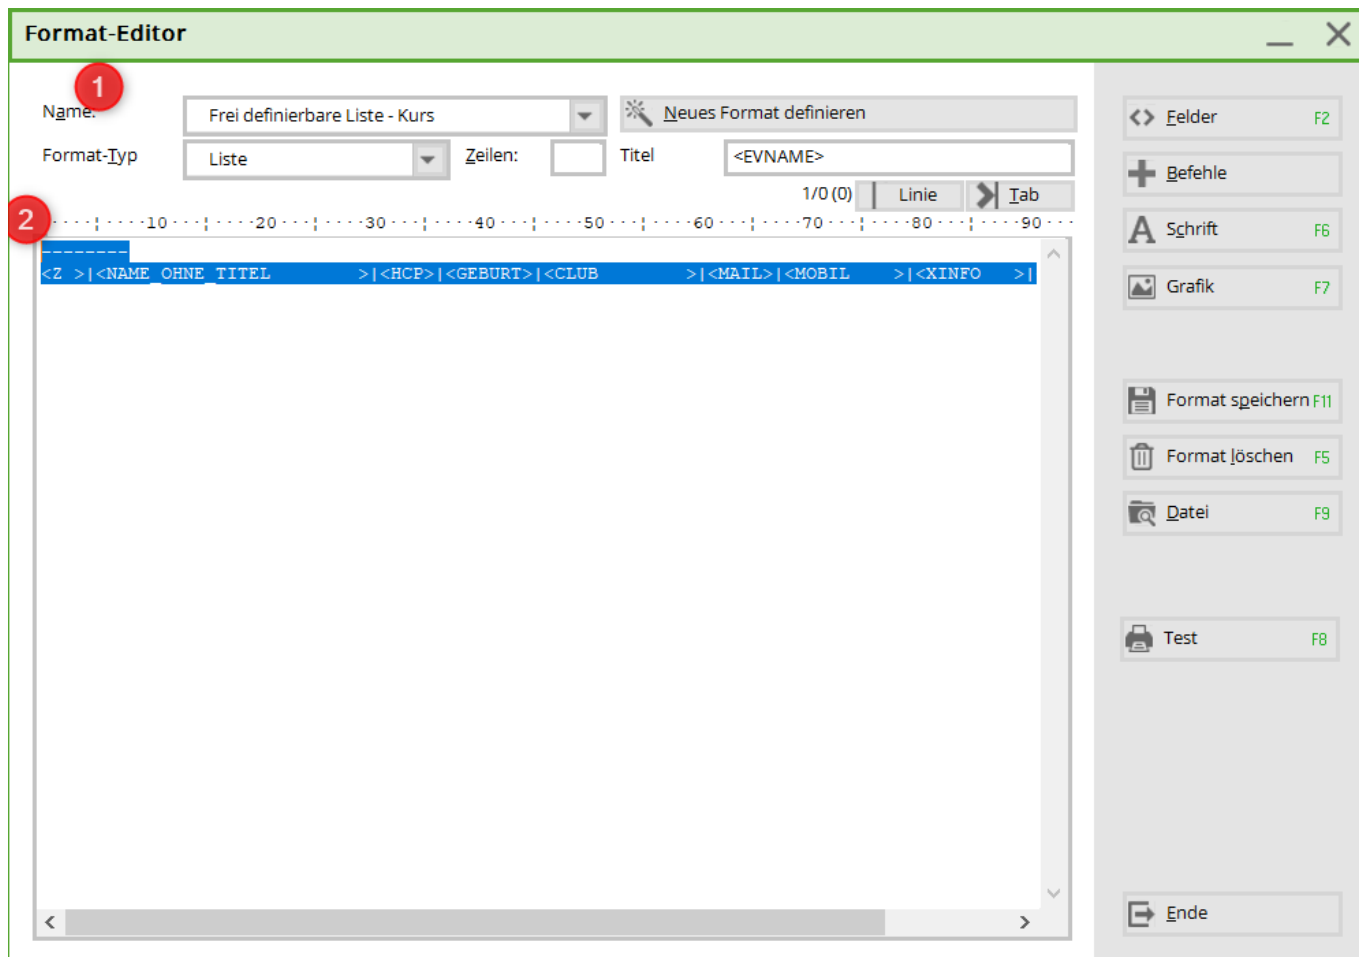 Format-Editor
1
Name: Frei definierbare Liste - Kurs Neues Format definieren
Format-Typ Liste Zeilen: Titel <EVNAME>
1/0 (0) Linie Tab
2 ····¦····10···¦····20···¦····30···¦····40···¦····50···¦····60···¦····70···¦····80···¦····90···
--------
<Z >|<NAME_OHNE_TITEL        >|<HCP>|<GEBURT>|<CLUB        >|<MAIL>|<MOBIL    >|<XINFO   >|
Felder F2
Befehle
Schrift F6
Grafik F7
Format speichern F11
Format löschen F5
Datei F9
Test F8
Ende